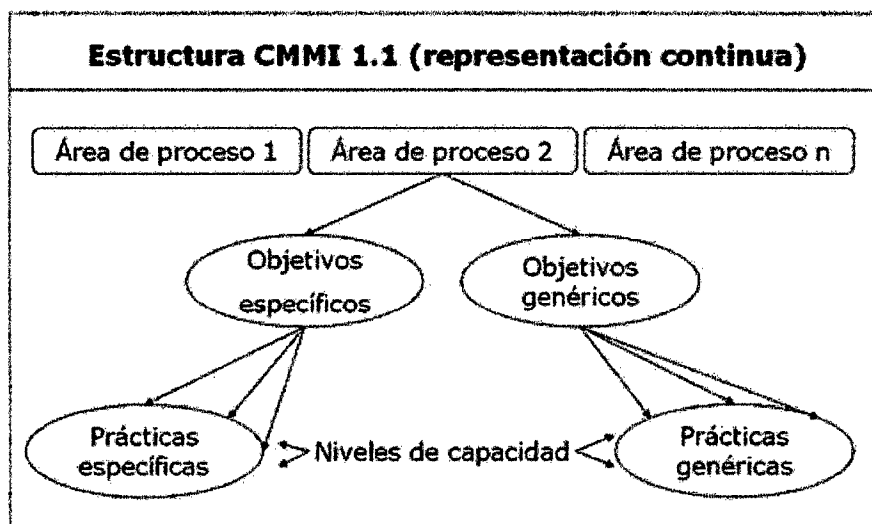 Estructura CMMI 1.1 (representación continua)
Área de proceso 1
Área de proceso 2
Área de proceso n
Objetivos
específicos
Objetivos
genéricos
Prácticas
específicas
Niveles de capacidad
Prácticas
genéricas